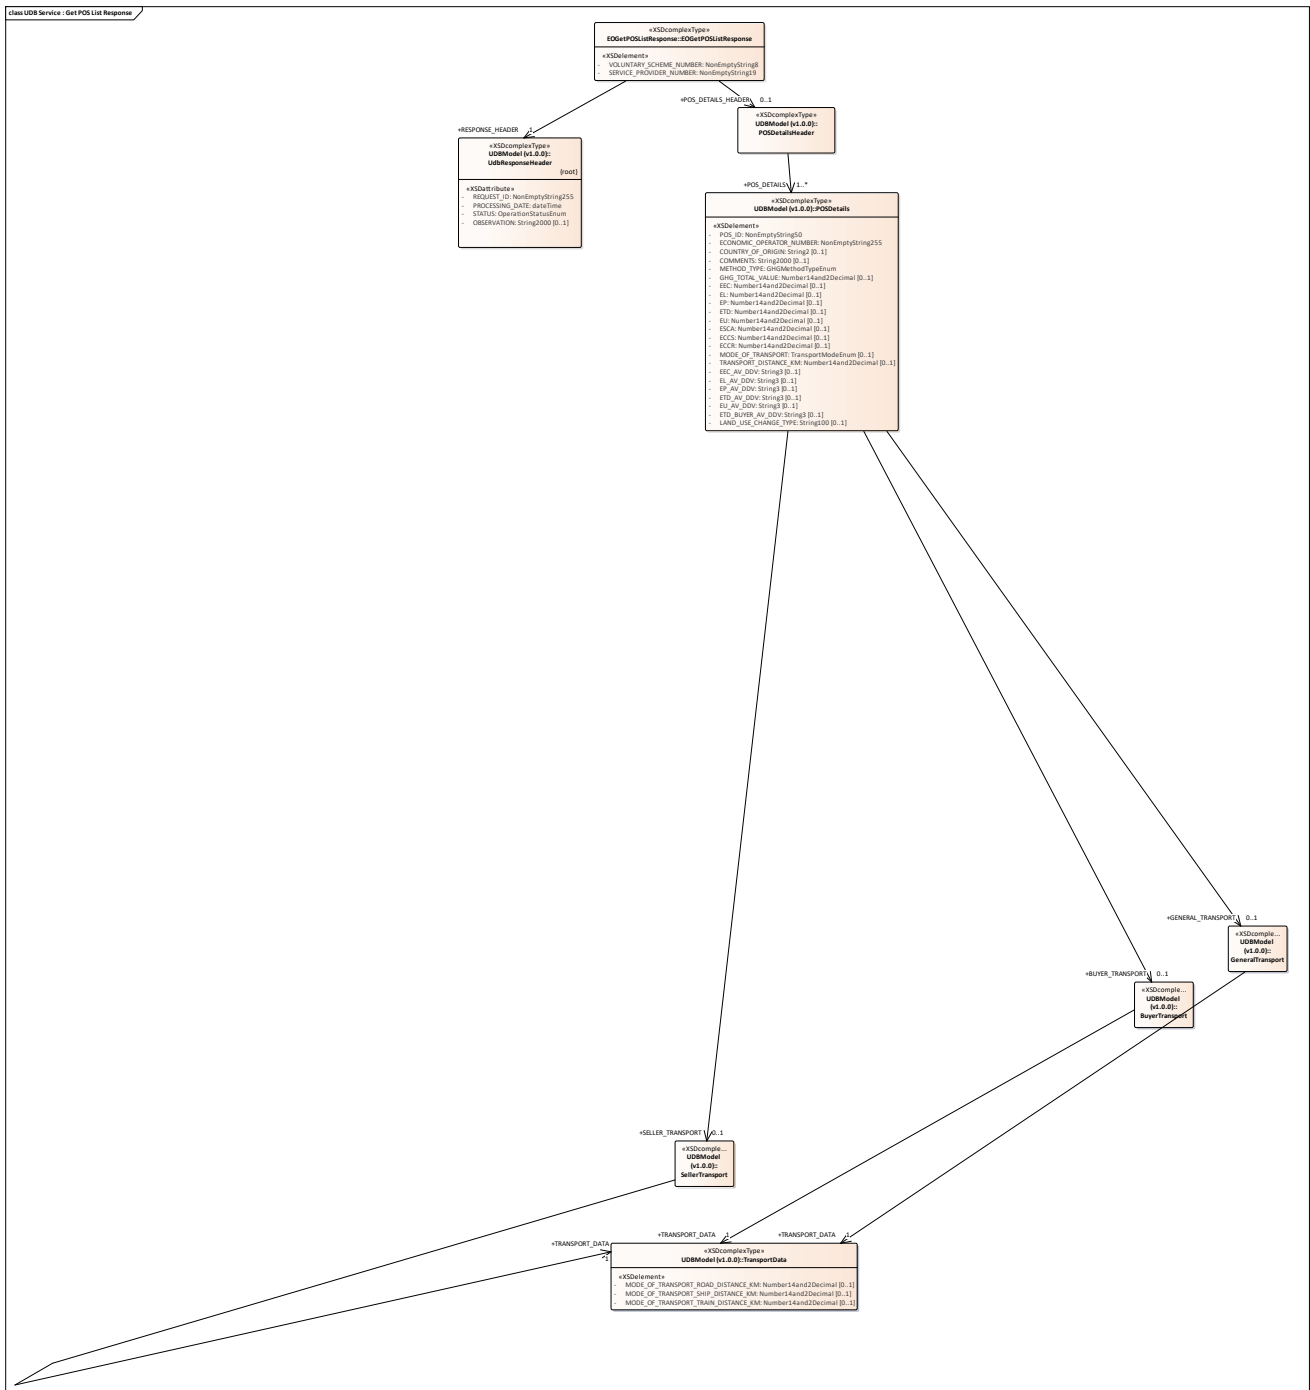 class UDB Service : Get POS List Response
«XSDcomplexType»
EOGetPOSListResponse::EOGetPOSListResponse
«XSDelement»
- VOLUNTARY_SCHEME_NUMBER: NonEmptyString8
- SERVICE_PROVIDER_NUMBER: NonEmptyString19
+POS_DETAILS_HEADER 0..1
«XSDcomplexType»
UDBModel (v1.0.0)::
POSDetailsHeader
+RESPONSE_HEADER 1
«XSDcomplexType»
UDBModel (v1.0.0)::
UdbResponseHeader
{root}
«XSDattribute»
- REQUEST_ID: NonEmptyString255
- PROCESSING_DATE: dateTime
- STATUS: OperationStatusEnum
- OBSERVATION: String2000 [0..1]
+POS_DETAILS 1..*
«XSDcomplexType»
UDBModel (v1.0.0)::POSDetails
«XSDelement»
- POS_ID: NonEmptyString50
- ECONOMIC_OPERATOR_NUMBER: NonEmptyString255
- COUNTRY_OF_ORIGIN: String2 [0..1]
- COMMENTS: String2000 [0..1]
- METHOD_TYPE: GHGMethodTypeEnum
- GHG_TOTAL_VALUE: Number14and2Decimal [0..1]
- EEC: Number14and2Decimal [0..1]
- EL: Number14and2Decimal [0..1]
- EP: Number14and2Decimal [0..1]
- ETD: Number14and2Decimal [0..1]
- EU: Number14and2Decimal [0..1]
- ESCA: Number14and2Decimal [0..1]
- ECCS: Number14and2Decimal [0..1]
- ECCR: Number14and2Decimal [0..1]
- MODE_OF_TRANSPORT: TransportModeEnum [0..1]
- TRANSPORT_DISTANCE_KM: Number14and2Decimal [0..1]
- EEC_AV_DDV: String3 [0..1]
- EL_AV_DDV: String3 [0..1]
- EP_AV_DDV: String3 [0..1]
- ETD_AV_DDV: String3 [0..1]
- EU_AV_DDV: String3 [0..1]
- ETD_BUYER_AV_DDV: String3 [0..1]
- LAND_USE_CHANGE_TYPE: String100 [0..1]
+GENERAL_TRANSPORT 0..1
«XSDcomple...
UDBModel
(v1.0.0)::
GeneralTransport
+BUYER_TRANSPORT 0..1
«XSDcomple...
UDBModel
(v1.0.0)::
BuyerTransport
+SELLER_TRANSPORT 0..1
«XSDcomple...
UDBModel
(v1.0.0)::
SellerTransport
+TRANSPORT_DATA 1
+TRANSPORT_DATA 1
+TRANSPORT_DATA
1
«XSDcomplexType»
UDBModel (v1.0.0)::TransportData
«XSDelement»
- MODE_OF_TRANSPORT_ROAD_DISTANCE_KM: Number14and2Decimal [0..1]
- MODE_OF_TRANSPORT_SHIP_DISTANCE_KM: Number14and2Decimal [0..1]
- MODE_OF_TRANSPORT_TRAIN_DISTANCE_KM: Number14and2Decimal [0..1]